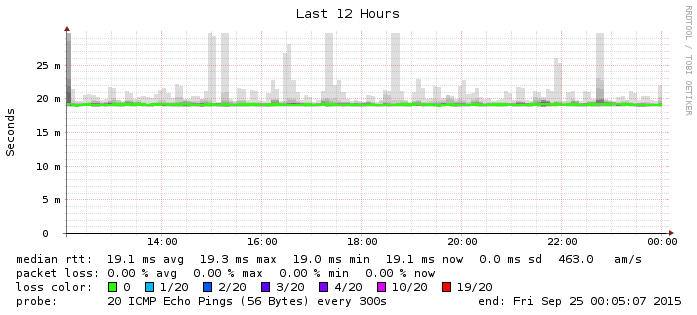 Last 12 Hours
RRDTOOL / TOBI OETIKER
Seconds
25 m
20 m
15 m
10 m
5 m
0
14:00 16:00 18:00 20:00 22:00 00:00
median rtt: 19.1 ms avg 19.3 ms max 19.0 ms min 19.1 ms now 0.0 ms sd 463.0 am/s
packet loss: 0.00 % avg 0.00 % max 0.00 % min 0.00 % now
loss color: 0 1/20 2/20 3/20 4/20 10/20 19/20
probe: 20 ICMP Echo Pings (56 Bytes) every 300s end: Fri Sep 25 00:05:07 2015